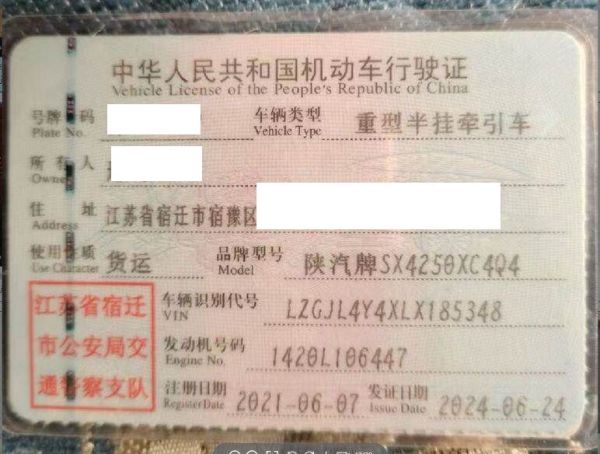 中华人民共和国机动车行驶证
Vehicle License of the People's Republic of China
号牌号码 车辆类型 重型半挂牵引车
Plate No. Vehicle Type
所有人
Owner
住址 江苏省宿迁市宿豫区
Address
使用性质 货运 品牌型号 陕汽牌SX4250XC4Q4
Use Character Model
江苏省宿迁 车辆识别代号 LZGJL4Y4XLX185348
VIN
市公安局交 发动机号码 1420L106447
Engine No.
通警察支队 注册日期 2021-06-07 发证日期 2024-06-24
Register Date Issue Date